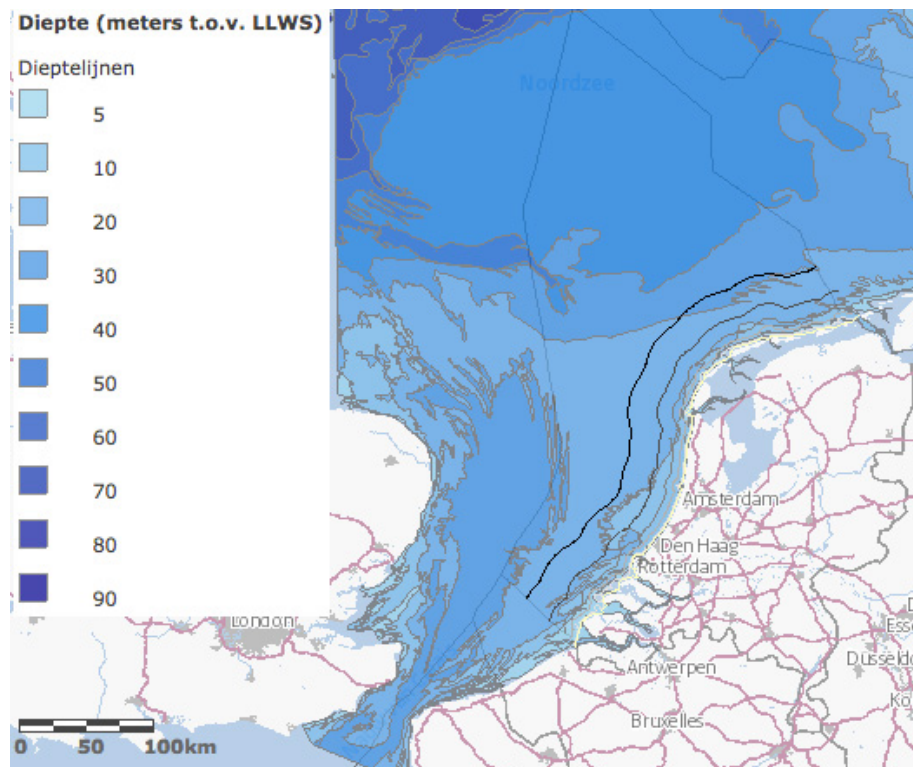 Diepte (meters t.o.v. LLWS)
Dieptelijnen
5
10
20
30
40
50
60
70
80
90
Noordzee
Amsterdam
Den Haag
Rotterdam
London
Antwerpen
Bruxelles
0 50 100km